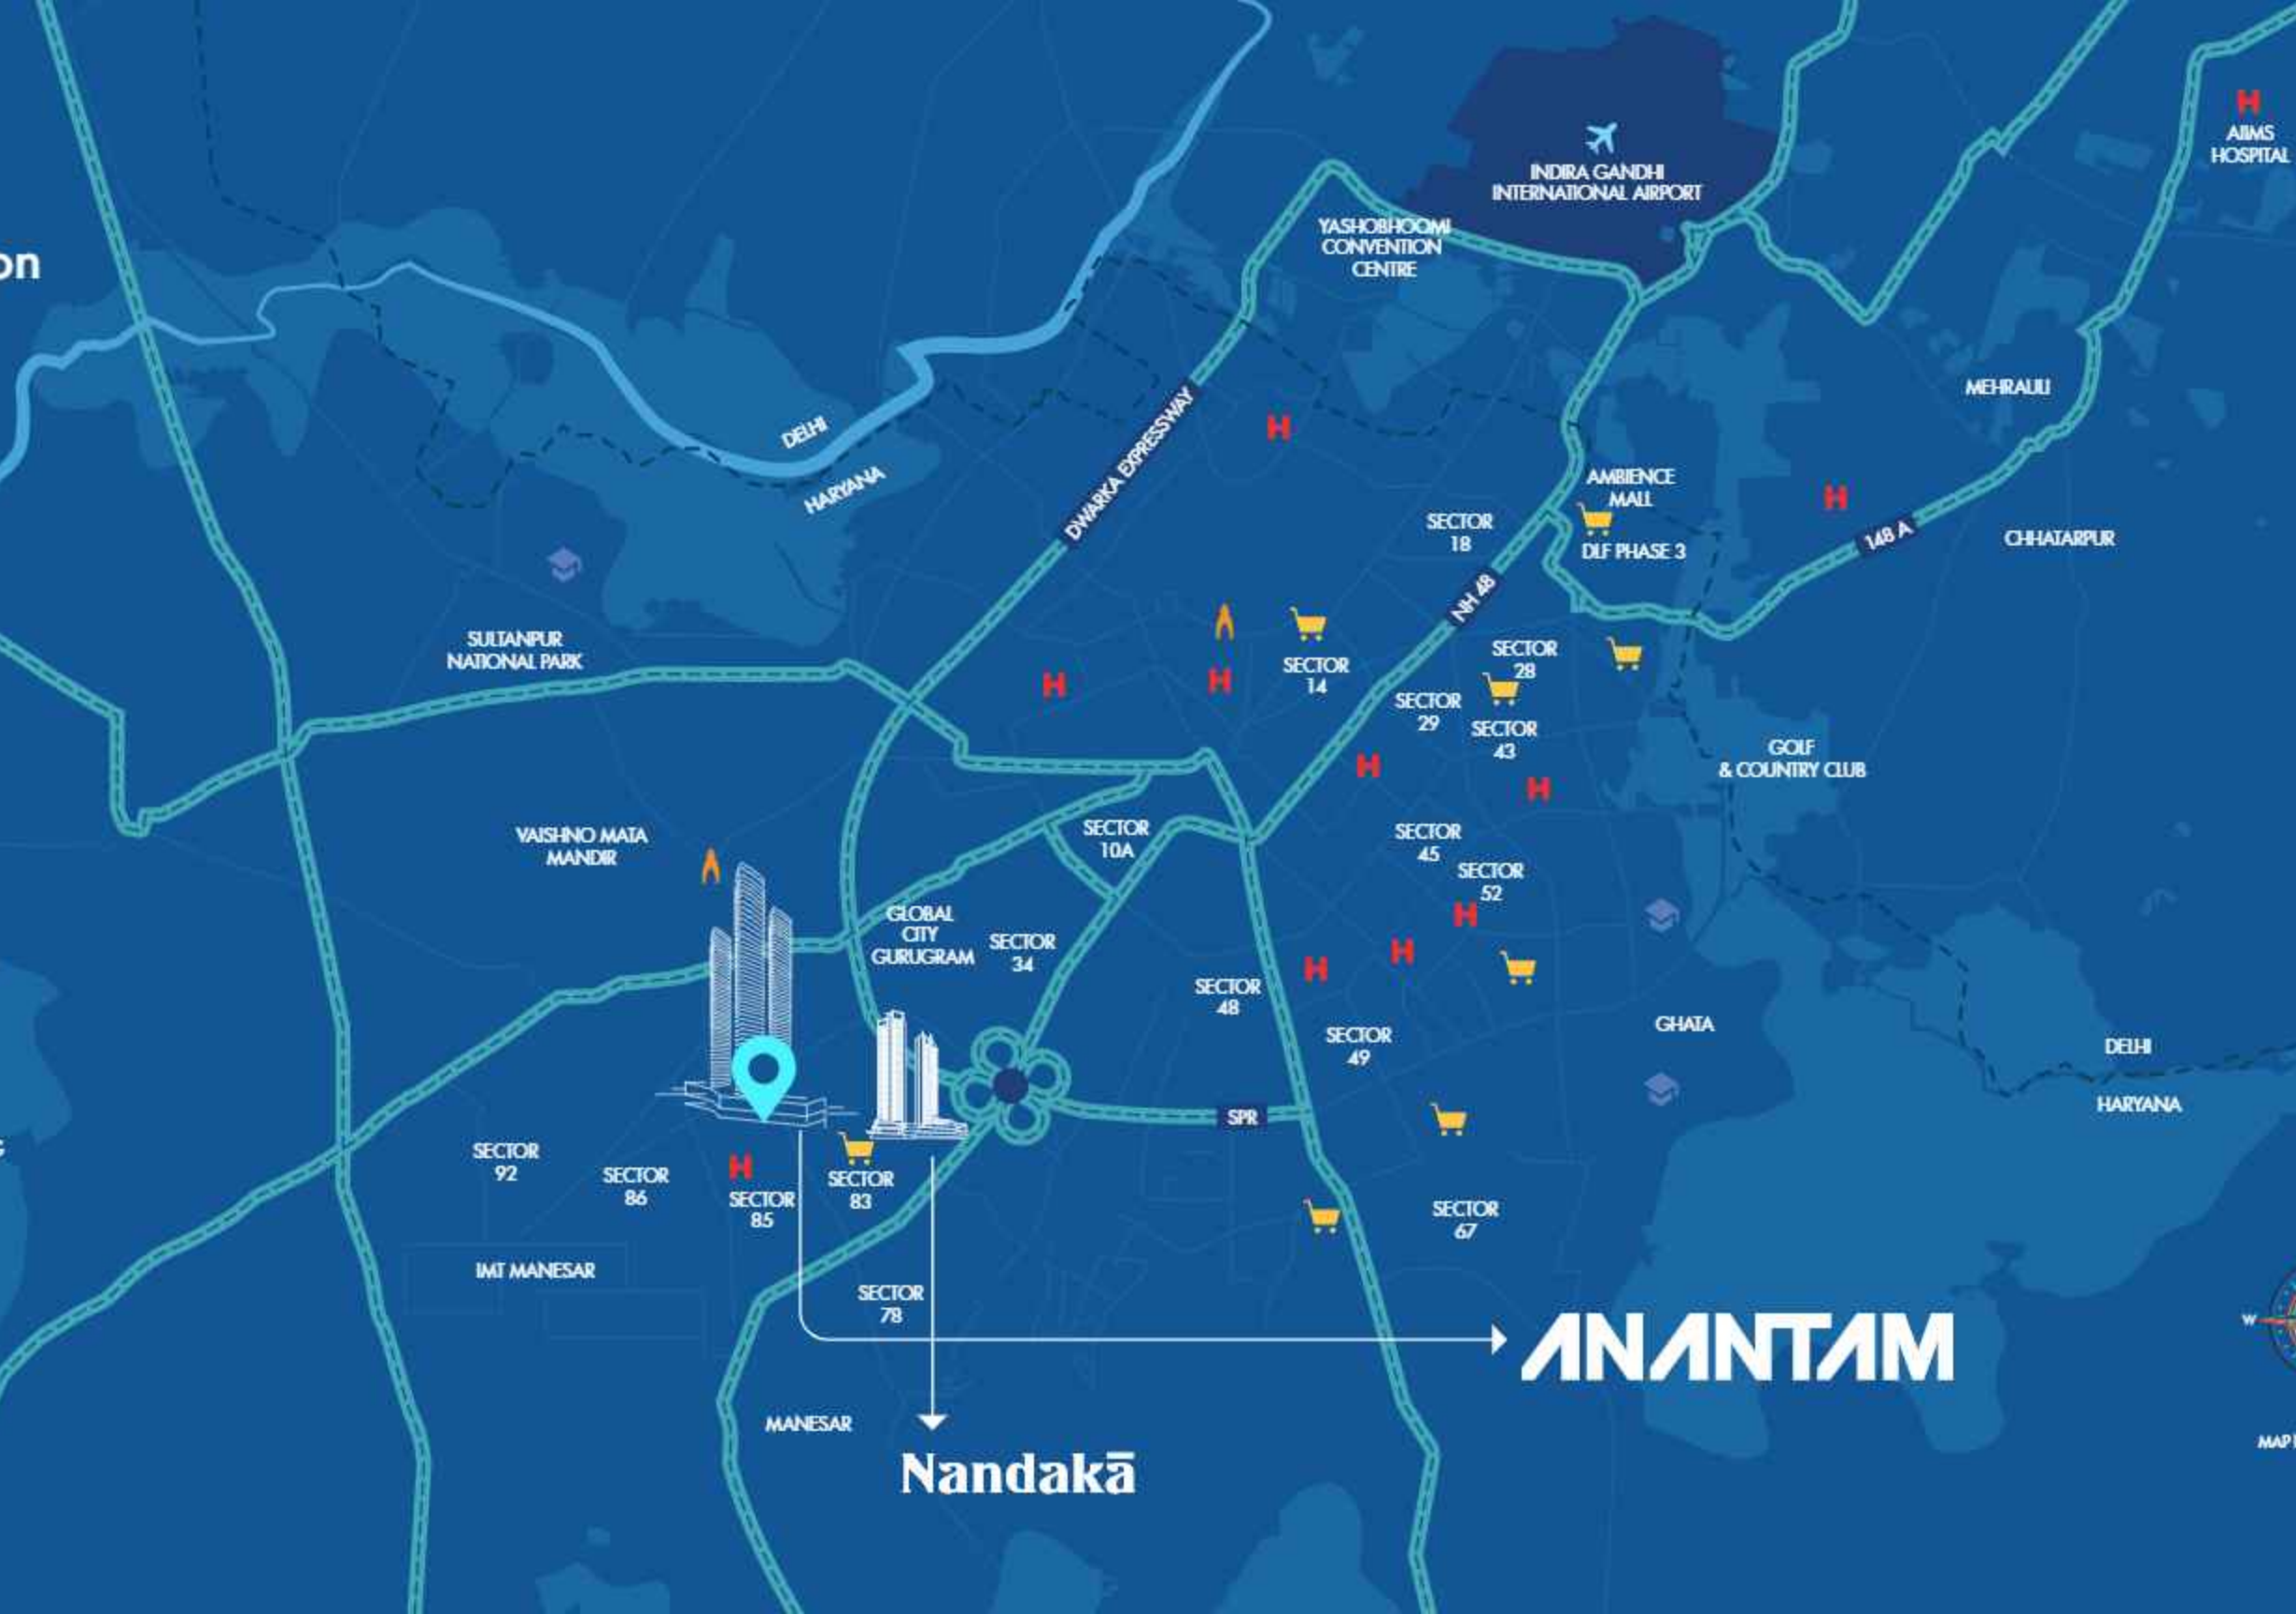 on
H
AIIMS
HOSPITAL
INDIRA GANDHI
INTERNATIONAL AIRPORT
YASHOBHOOMI
CONVENTION
CENTRE
MEHRAULI
DELHI
HARYANA
DWARKA EXPRESSWAY
H
AMBIENCE
MALL
H
SECTOR
18
DLF PHASE 3
148 A
CHHATARPUR
NH 48
SULTANPUR
NATIONAL PARK
H
H
SECTOR
14
SECTOR
28
SECTOR
29
SECTOR
43
GOLF
& COUNTRY CLUB
H
H
VAISHNO MATA
MANDIR
SECTOR
10A
SECTOR
45
SECTOR
52
H
GLOBAL
CITY
GURUGRAM
SECTOR
34
H
H
SECTOR
48
SECTOR
49
GHATA
DELHI
HARYANA
SPR
SECTOR
92
SECTOR
86
H
SECTOR
85
SECTOR
83
SECTOR
67
IMT MANESAR
SECTOR
78
W
ANANTAM
MANESAR
Nandakā
MAP